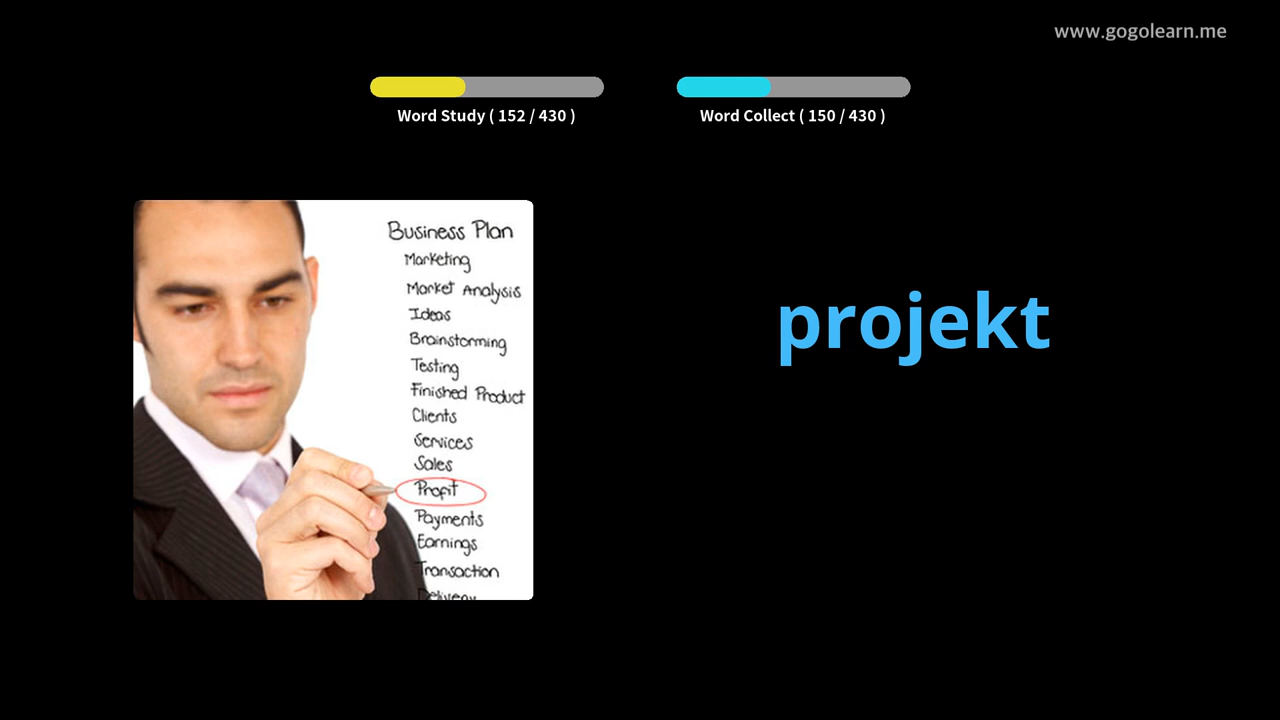 www.gogolearn.me
Word Study ( 152 / 430 )
Word Collect ( 150 / 430 )
Business Plan
Marketing
Market Analysis
Ideas
Brainstorming
Testing
Finished Product
Clients
Services
Sales
Profit
Payments
Earnings
Transaction
Delivery
projekt